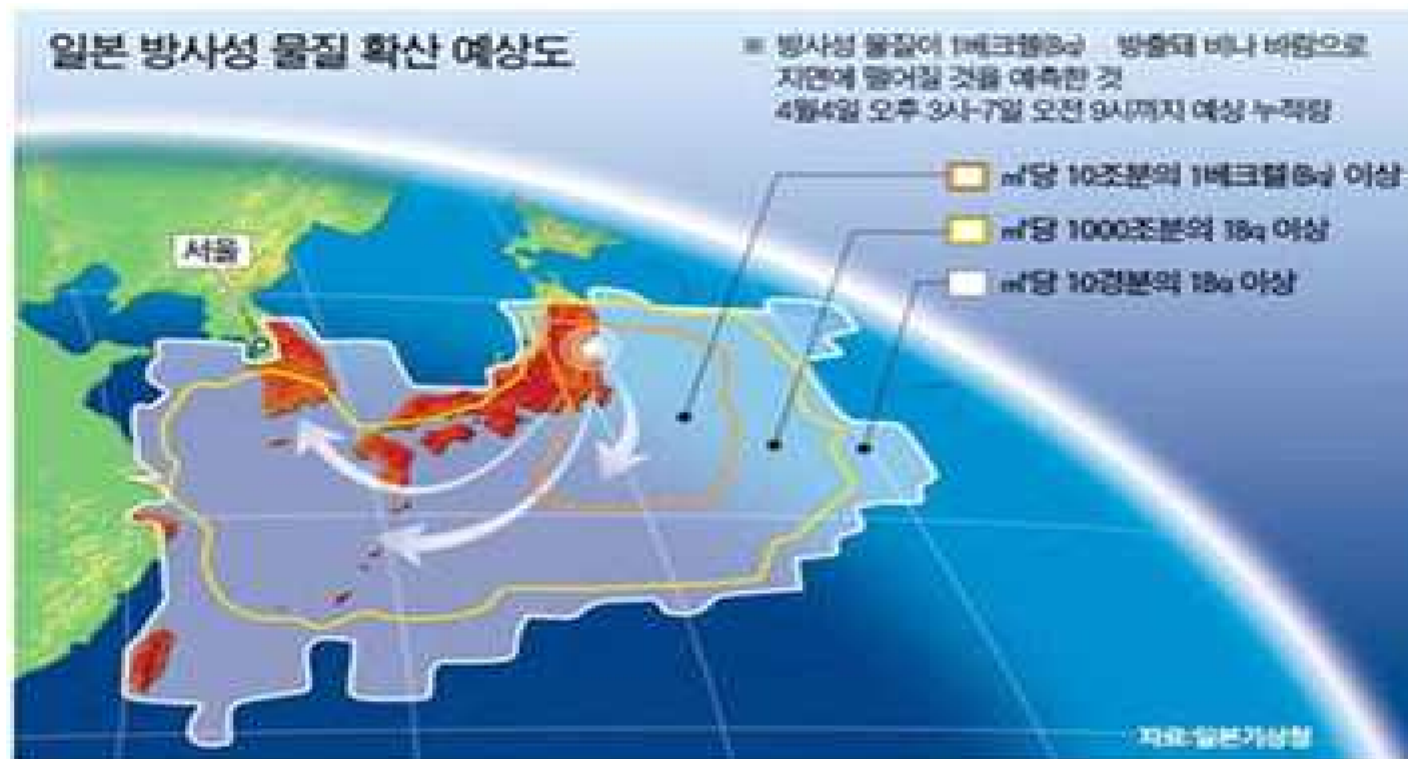 일본 방사성 물질 확산 예상도
※ 방사성 물질이 1베크렐(Bq) 방출돼 비나 바람으로
지면에 떨어질 것을 예측한 것
4월4일 오후 3시~7일 오전 9시까지 예상 누적량
㎡당 10조분의 1베크렐(Bq) 이상
㎡당 1000조분의 1Bq 이상
㎡당 10경분의 1Bq 이상
서울
자료:일본기상청